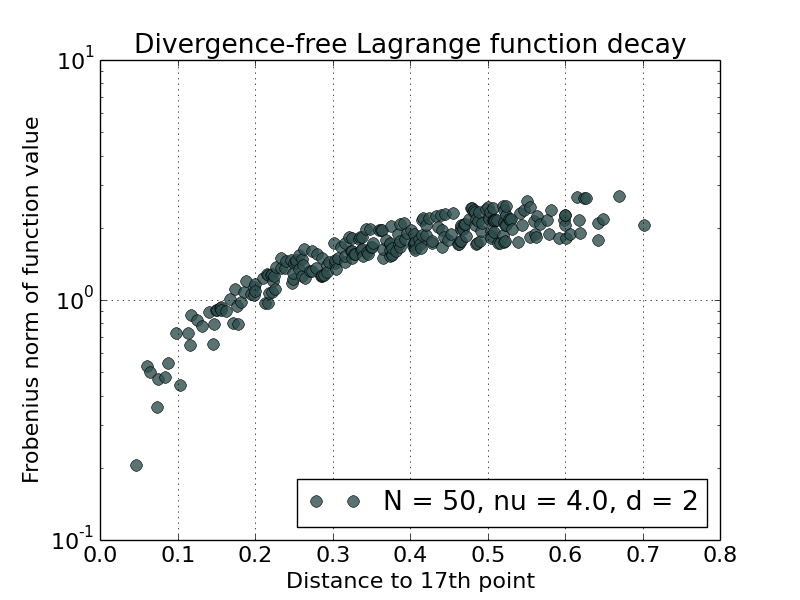 Divergence-free Lagrange function decay
Frobenius norm of function value
10^1
10^0
10^-1
N = 50, nu = 4.0, d = 2
0.0 0.1 0.2 0.3 0.4 0.5 0.6 0.7 0.8
Distance to 17th point